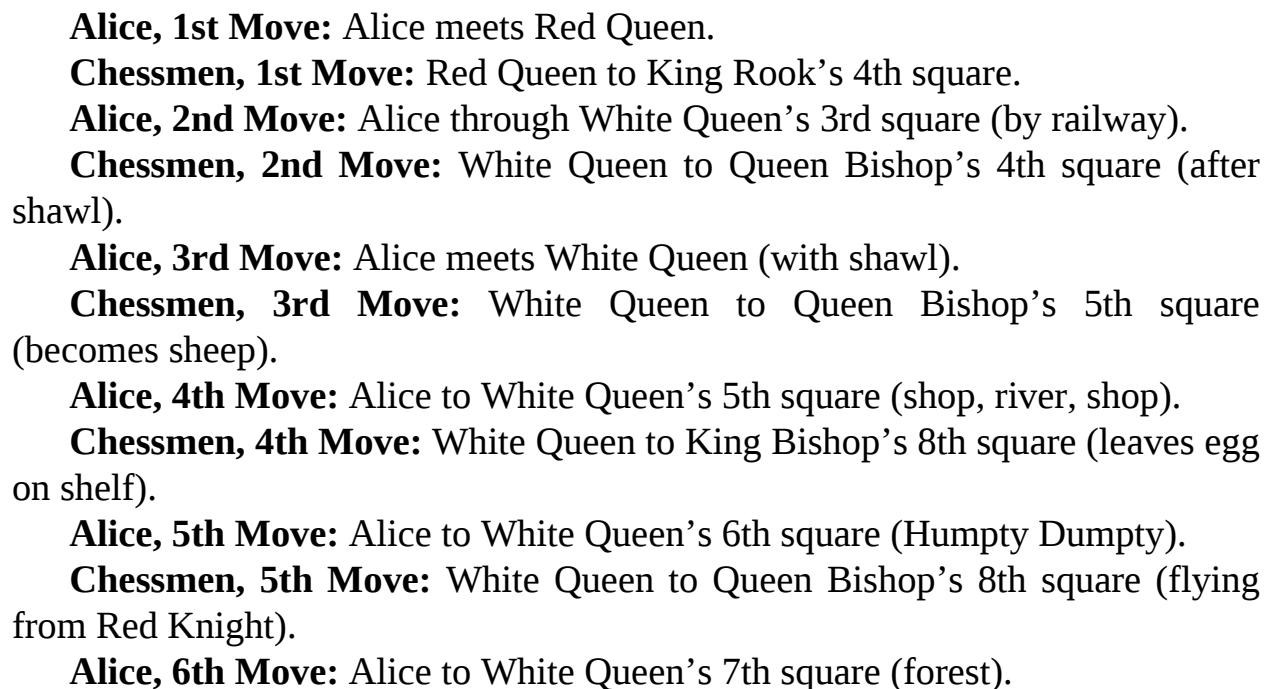 Alice, 1st Move: Alice meets Red Queen.
Chessmen, 1st Move: Red Queen to King Rook’s 4th square.
Alice, 2nd Move: Alice through White Queen’s 3rd square (by railway).
Chessmen, 2nd Move: White Queen to Queen Bishop’s 4th square (after
shawl).
Alice, 3rd Move: Alice meets White Queen (with shawl).
Chessmen, 3rd Move: White Queen to Queen Bishop’s 5th square
(becomes sheep).
Alice, 4th Move: Alice to White Queen’s 5th square (shop, river, shop).
Chessmen, 4th Move: White Queen to King Bishop’s 8th square (leaves egg
on shelf).
Alice, 5th Move: Alice to White Queen’s 6th square (Humpty Dumpty).
Chessmen, 5th Move: White Queen to Queen Bishop’s 8th square (flying
from Red Knight).
Alice, 6th Move: Alice to White Queen’s 7th square (forest).